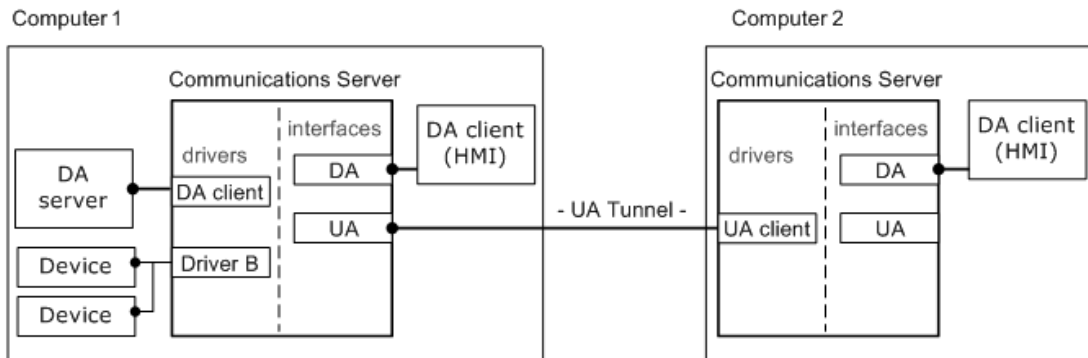 Computer 1
Computer 2
Communications Server
Communications Server
interfaces
DA client
(HMI)
interfaces
DA client
(HMI)
drivers
drivers
DA
DA
DA
server
DA client
- UA Tunnel -
UA
UA client
UA
Device
Driver B
Device